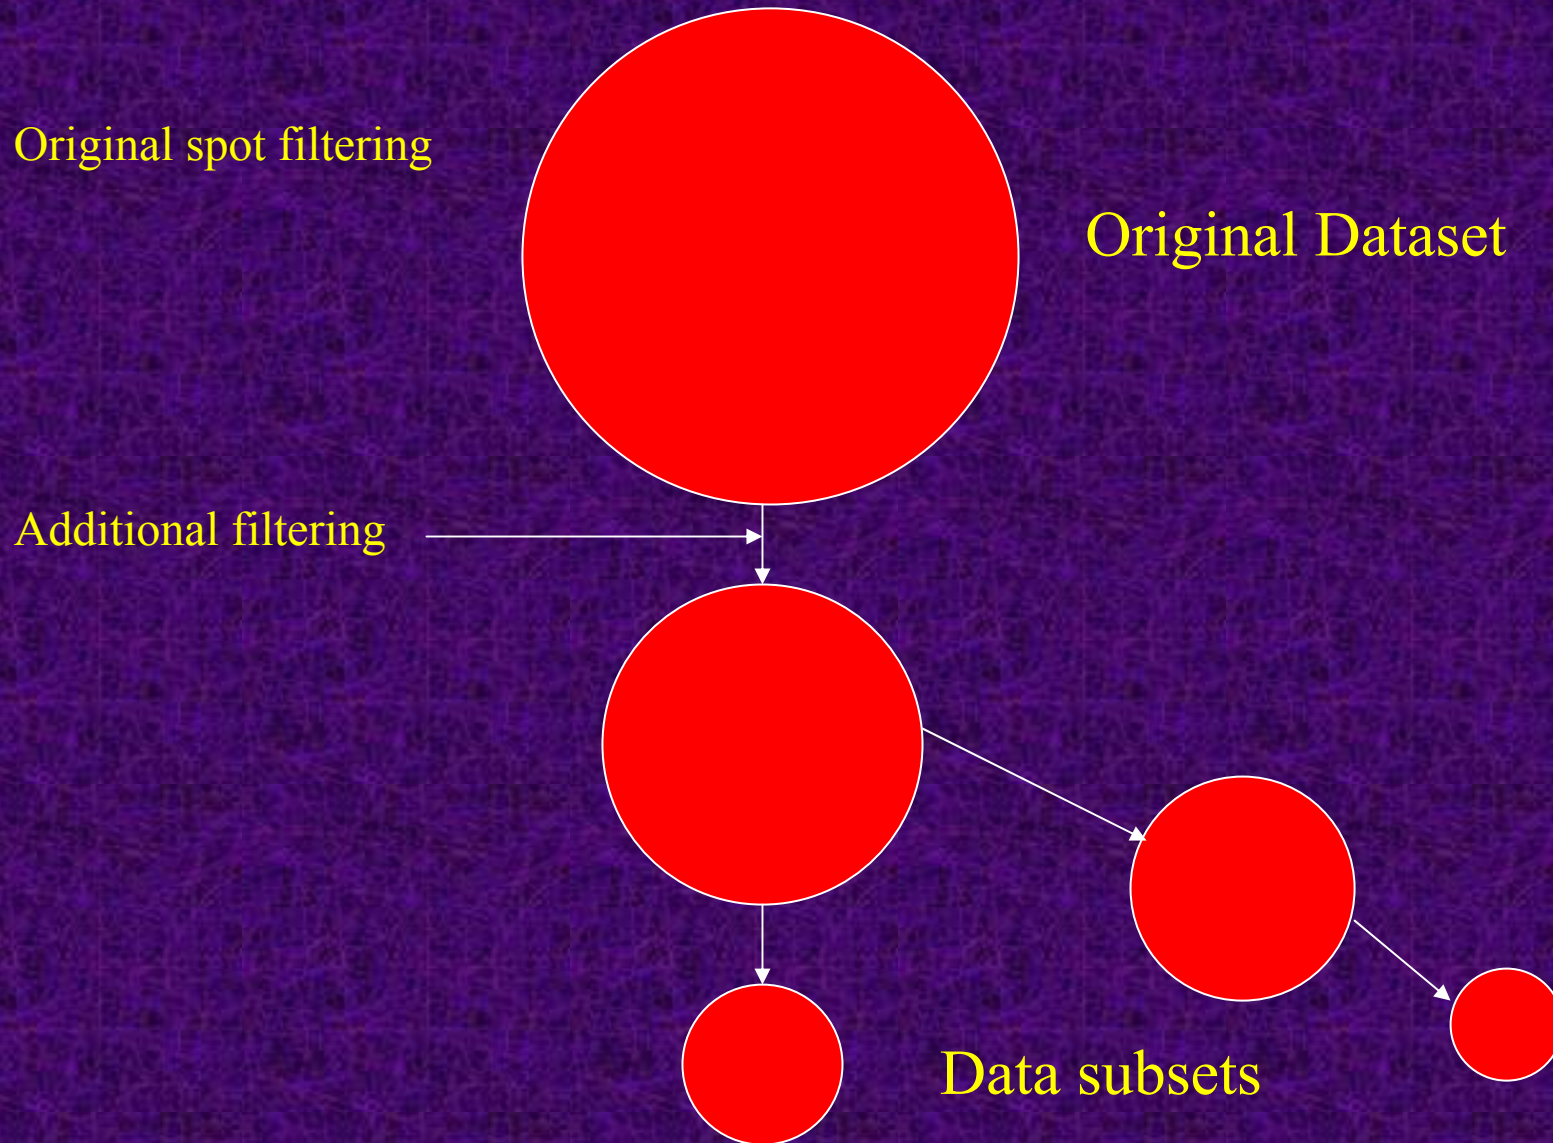 Original spot filtering
Original Dataset
Additional filtering
Data subsets